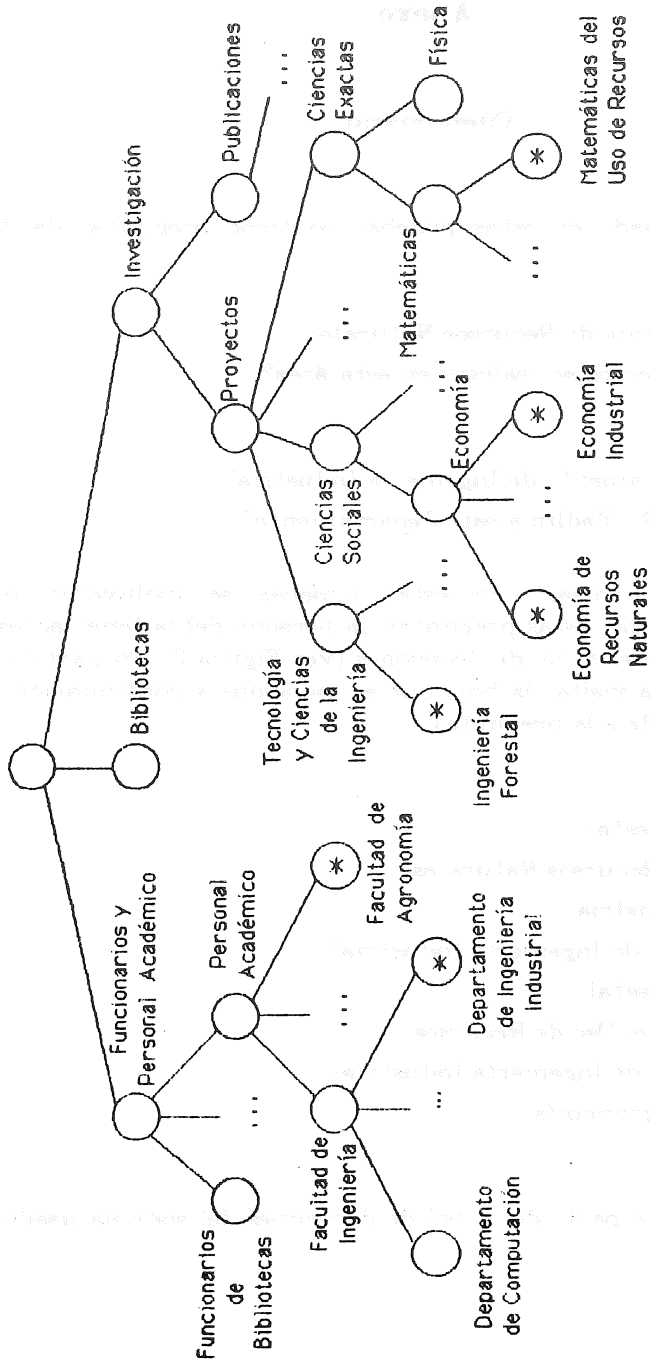 Funcionarios y
Personal Académico
Bibliotecas
Investigación
Funcionarios
de
Bibliotecas
...
Personal
Académico
Proyectos
Publicaciones
...
Facultad de
Ingeniería
...
Facultad de
Agronomía
Tecnología
y Ciencias
de la
Ingeniería
Ciencias
Sociales
...
Ciencias
Exactas
Departamento
de Computación
...
Departamento
de Ingeniería
Industrial
Ingeniería
Forestal
...
Economía
...
Matemáticas
Física
Economía de
Recursos
Naturales
...
Economía
Industrial
...
Matemáticas del
Uso de Recursos